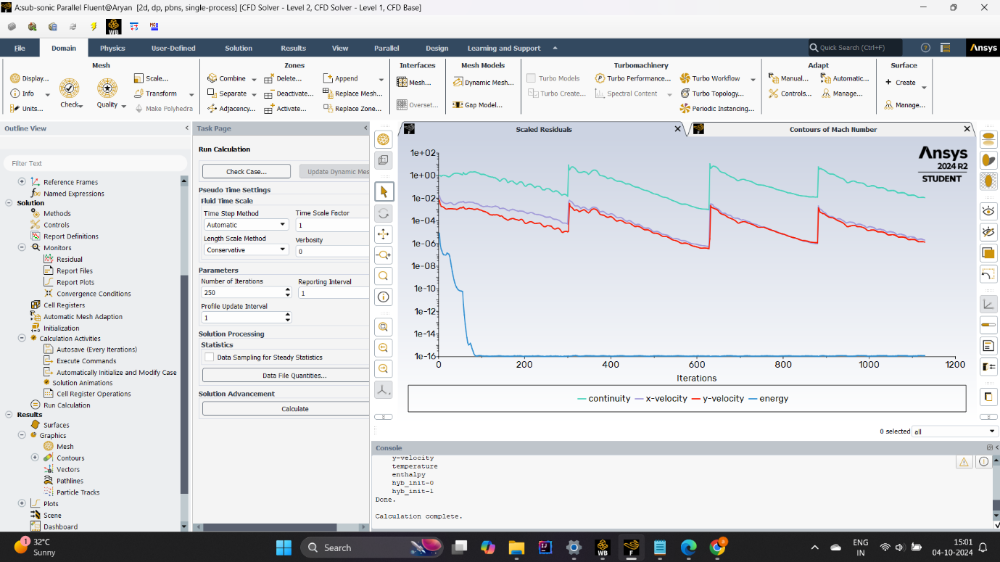 A:sub-sonic Parallel Fluent@Aryan [2d, dp, pbns, single-process] [CFD Solver - Level 2, CFD Solver - Level 1, CFD Base]
WB
File Domain Physics User-Defined Solution Results View Parallel Design Learning and Support
Quick Search (Ctrl+F)
Ansys
Mesh
Display...
Info
Units...
Check
Quality
Scale...
Transform
Make Polyhedra
Zones
Combine
Separate
Adjacency...
Delete...
Deactivate...
Activate...
Append
Replace Mesh...
Replace Zone...
Interfaces
Mesh...
Overset...
Mesh Models
Dynamic Mesh...
Gap Model...
Turbomachinery
Turbo Models
Turbo Create...
Turbo Performance...
Spectral Content
Turbo Workflow
Turbo Topology...
Periodic Instancing...
Adapt
Manual...
Controls...
Automatic...
Manage...
Surface
+ Create
Manage...
Outline View
Filter Text
Reference Frames
Named Expressions
Solution
Methods
Controls
Report Definitions
Monitors
Residual
Report Files
Report Plots
Convergence Conditions
Cell Registers
Automatic Mesh Adaption
Initialization
Calculation Activities
Autosave (Every Iterations)
Execute Commands
Automatically Initialize and Modify Case
Solution Animations
Cell Register Operations
Run Calculation
Results
Surfaces
Graphics
Mesh
Contours
Vectors
Pathlines
Particle Tracks
Plots
Scene
Dashboard
Task Page
Run Calculation
Check Case...
Update Dynamic Mes
Pseudo Time Settings
Fluid Time Scale
Time Step Method
Time Scale Factor
Automatic
1
Length Scale Method
Verbosity
Conservative
0
Parameters
Number of Iterations
Reporting Interval
250
1
Profile Update Interval
1
Solution Processing
Statistics
Data Sampling for Steady Statistics
Data File Quantities...
Solution Advancement
Calculate
Scaled Residuals
Contours of Mach Number
Ansys
2024 R2
STUDENT
1e+02
1e+00
1e-02
1e-04
1e-06
1e-08
1e-10
1e-12
1e-14
1e-16
0 200 400 600 800 1000 1200
Iterations
continuity x-velocity y-velocity energy
0 selected all
Console
y-velocity
temperature
enthalpy
hyb_init-0
hyb_init-1
Done.
Calculation complete.
1
32°C
Sunny
Search
WB
F
a
ENG
IN
15:01
04-10-2024